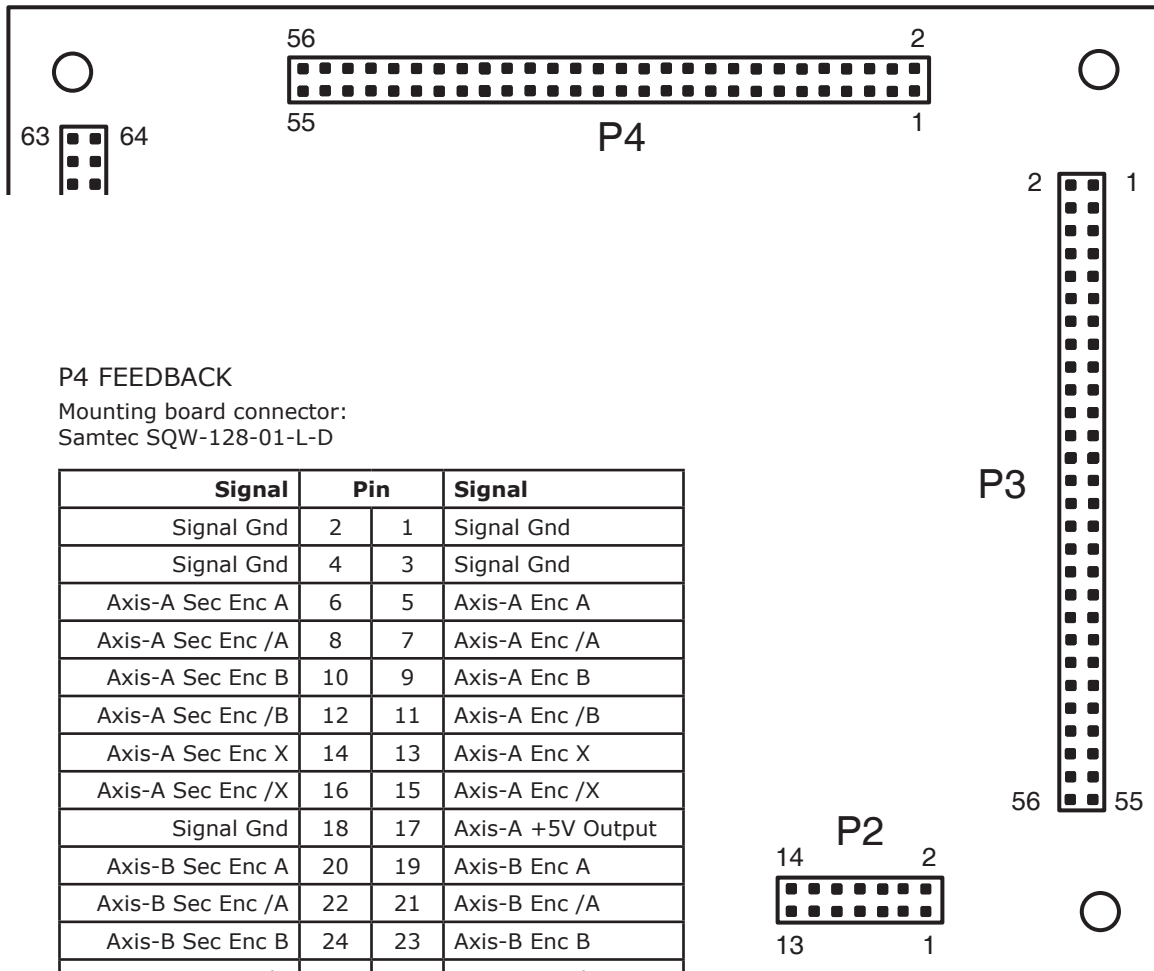 56 2
55 1
P4
63 64
2 1
P3
56 55
P4 FEEDBACK
Mounting board connector:
Samtec SQW-128-01-L-D
Signal Pin Signal
Signal Gnd 2 1 Signal Gnd
Signal Gnd 4 3 Signal Gnd
Axis-A Sec Enc A 6 5 Axis-A Enc A
Axis-A Sec Enc /A 8 7 Axis-A Enc /A
Axis-A Sec Enc B 10 9 Axis-A Enc B
Axis-A Sec Enc /B 12 11 Axis-A Enc /B
Axis-A Sec Enc X 14 13 Axis-A Enc X
Axis-A Sec Enc /X 16 15 Axis-A Enc /X
Signal Gnd 18 17 Axis-A +5V Output
Axis-B Sec Enc A 20 19 Axis-B Enc A
Axis-B Sec Enc /A 22 21 Axis-B Enc /A
Axis-B Sec Enc B 24 23 Axis-B Enc B
P2
14 2
13 1